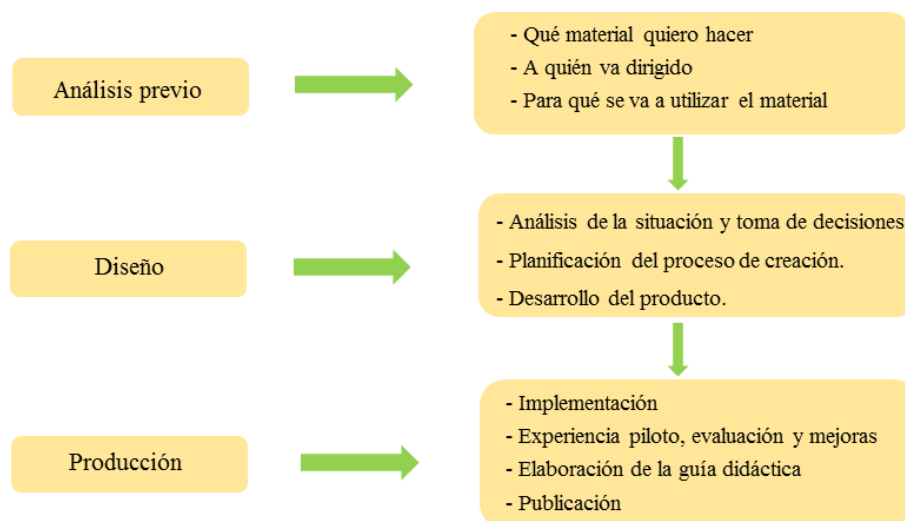 Análisis previo
- Qué material quiero hacer
- A quién va dirigido
- Para qué se va a utilizar el material
Diseño
- Análisis de la situación y toma de decisiones
- Planificación del proceso de creación.
- Desarrollo del producto.
Producción
- Implementación
- Experiencia piloto, evaluación y mejoras
- Elaboración de la guía didáctica
- Publicación